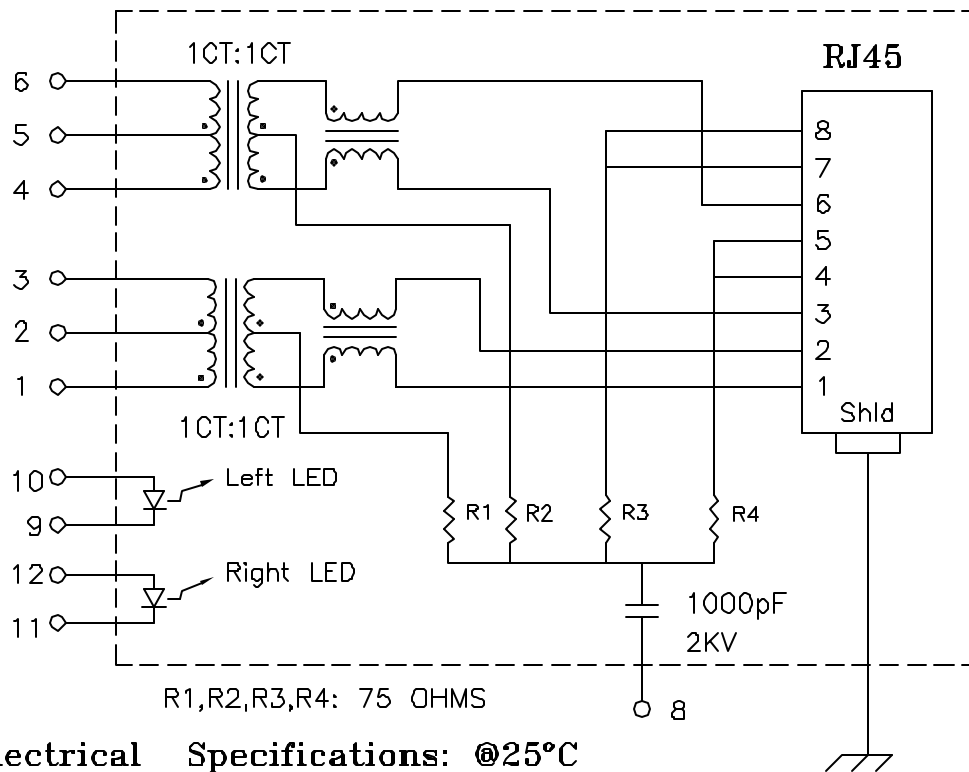 1CT:1CT
RJ45
6
5
4
8
7
6
5
4
3
2
1
Shld
3
2
1
1CT:1CT
10
9
Left LED
12
11
Right LED
R1
R2
R3
R4
1000pF
2KV
R1,R2,R3,R4: 75 OHMS
8
lectrical Specifications: @25°C